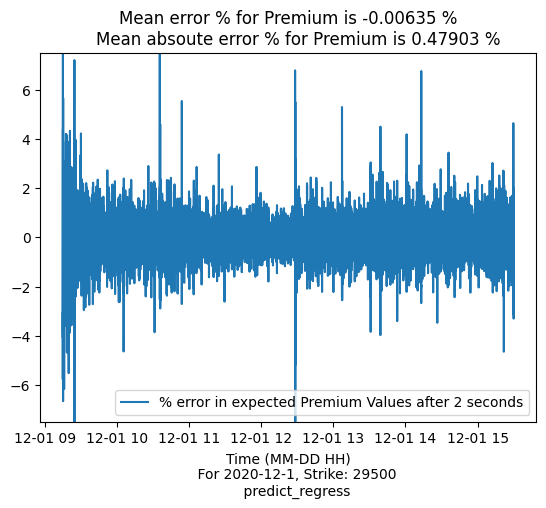 Mean error % for Premium is -0.00635 %
Mean absoute error % for Premium is 0.47903 %
6
4
2
0
−2
−4
−6
% error in expected Premium Values after 2 seconds
12-01 09 12-01 10 12-01 11 12-01 12 12-01 13 12-01 14 12-01 15
Time (MM-DD HH)
For 2020-12-1, Strike: 29500
predict_regress